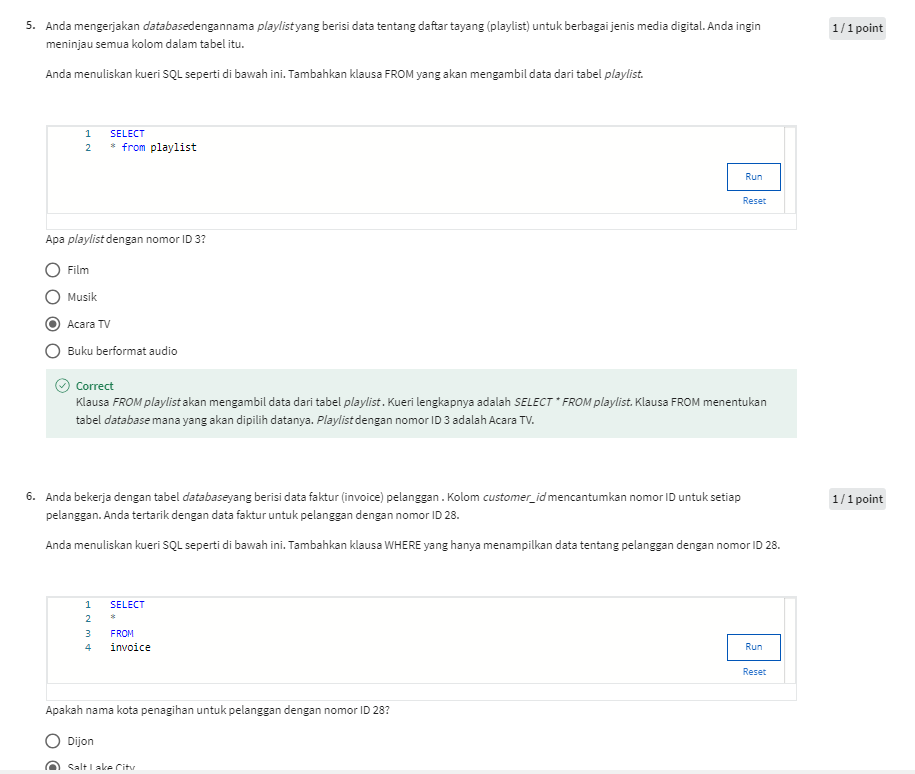 5. Anda mengerjakan databasedengannama playlistyang berisi data tentang daftar tayang (playlist) untuk berbagai jenis media digital. Anda ingin
meninjau semua kolom dalam tabel itu.
1 / 1 point
Anda menuliskan kueri SQL seperti di bawah ini. Tambahkan klausa FROM yang akan mengambil data dari tabel playlist.
1 SELECT
2 * from playlist
Run
Reset
Apa playlist dengan nomor ID 3?
Film
Musik
Acara TV
Buku berformat audio
Correct
Klausa FROM playlist akan mengambil data dari tabel playlist . Kueri lengkapnya adalah SELECT * FROM playlist. Klausa FROM menentukan
tabel database mana yang akan dipilih datanya. Playlist dengan nomor ID 3 adalah Acara TV.
6. Anda bekerja dengan tabel databaseyang berisi data faktur (invoice) pelanggan . Kolom customer_id mencantumkan nomor ID untuk setiap
pelanggan. Anda tertarik dengan data faktur untuk pelanggan dengan nomor ID 28.
1 / 1 point
Anda menuliskan kueri SQL seperti di bawah ini. Tambahkan klausa WHERE yang hanya menampilkan data tentang pelanggan dengan nomor ID 28.
1 SELECT
2 *
3 FROM
4 invoice
Run
Reset
Apakah nama kota penagihan untuk pelanggan dengan nomor ID 28?
Dijon
Salt Lake City